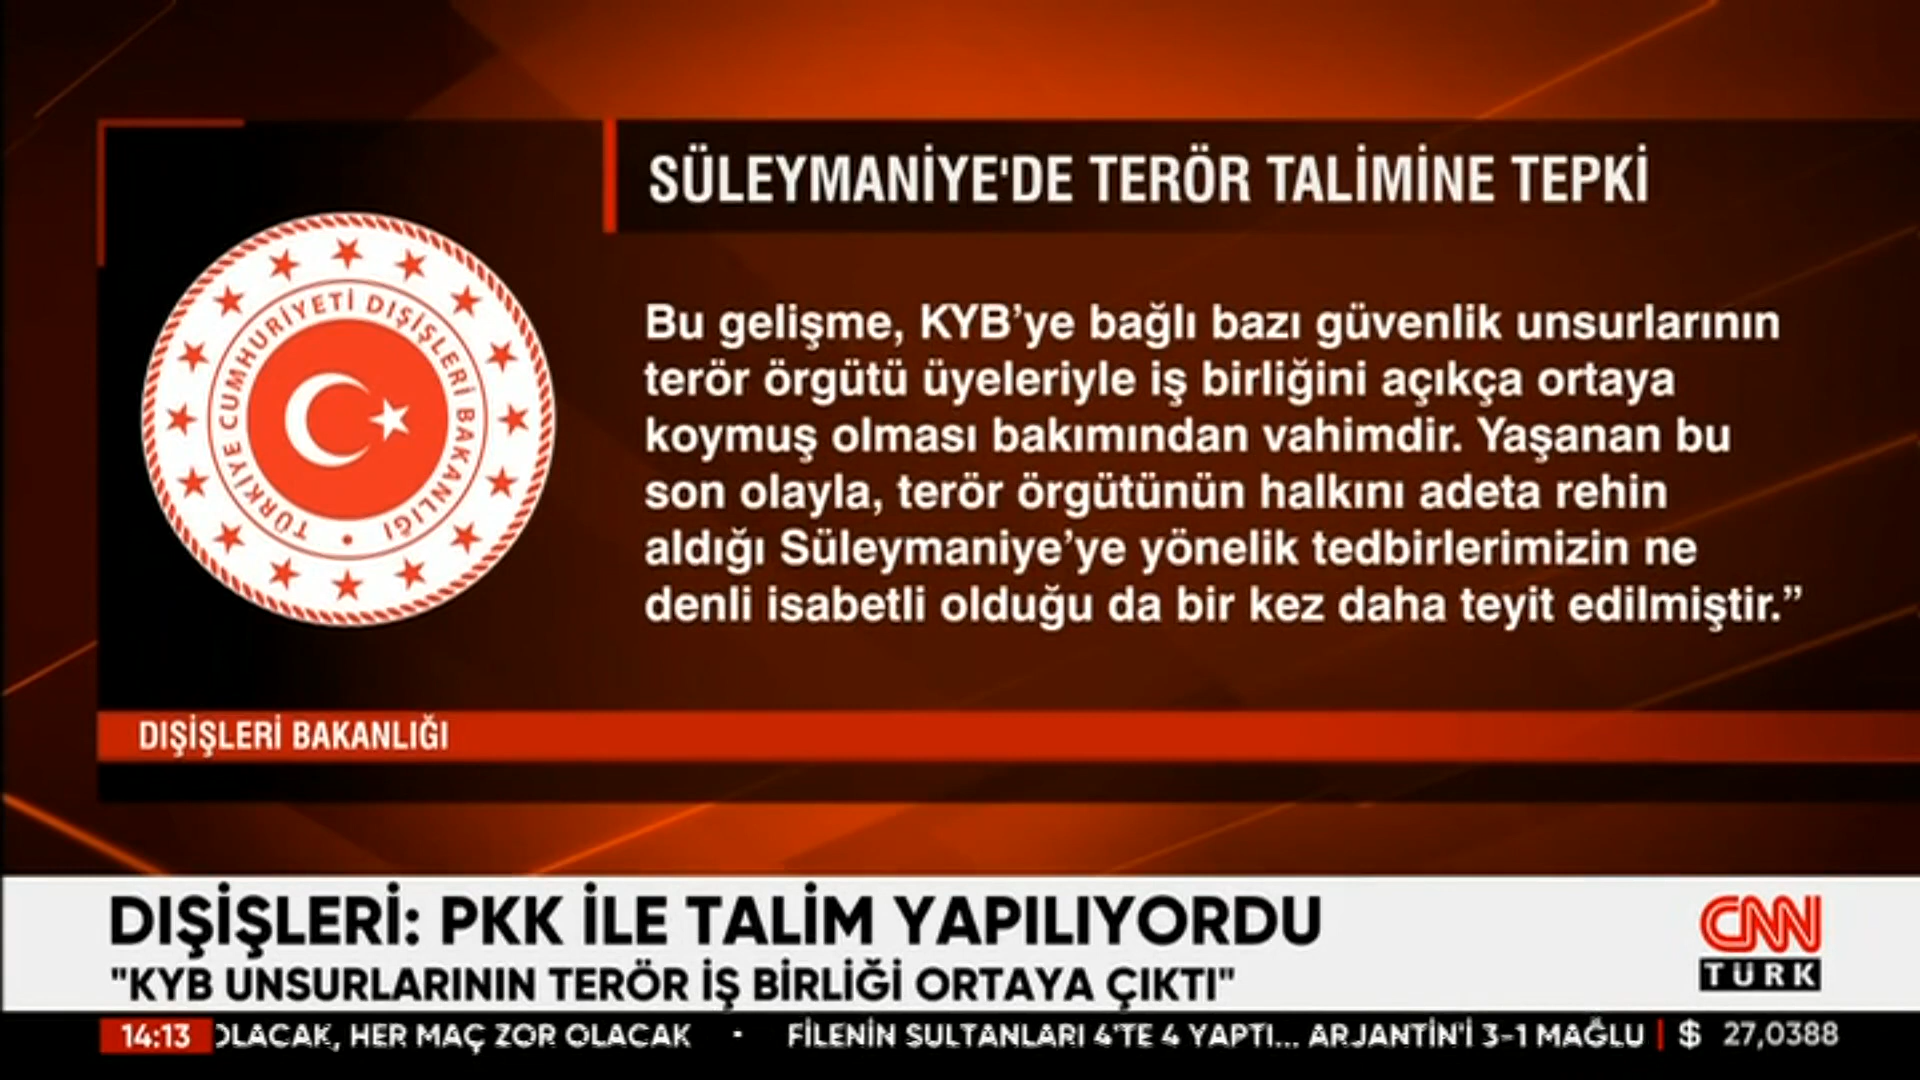 SÜLEYMANİYE'DE TERÖR TALİMİNE TEPKİ
TÜRKİYE CUMHURİYETİ DIŞİŞLERİ BAKANLIĞI
Bu gelişme, KYB’ye bağlı bazı güvenlik unsurlarının
terör örgütü üyeleriyle iş birliğini açıkça ortaya
koymuş olması bakımından vahimdir. Yaşanan bu
son olayla, terör örgütünün halkını adeta rehin
aldığı Süleymaniye’ye yönelik tedbirlerimizin ne
denli isabetli olduğu da bir kez daha teyit edilmiştir.”
DIŞİŞLERİ BAKANLIĞI
DIŞİŞLERİ: PKK İLE TALİM YAPILIYORDU
"KYB UNSURLARININ TERÖR İŞ BİRLİĞİ ORTAYA ÇIKTI"
CNN
TÜRK
14:13 OLACAK, HER MAÇ ZOR OLACAK - FİLENİN SULTANLARI 4'TE 4 YAPTI... ARJANTİN'İ 3-1 MAĞLU | $ 27,0388